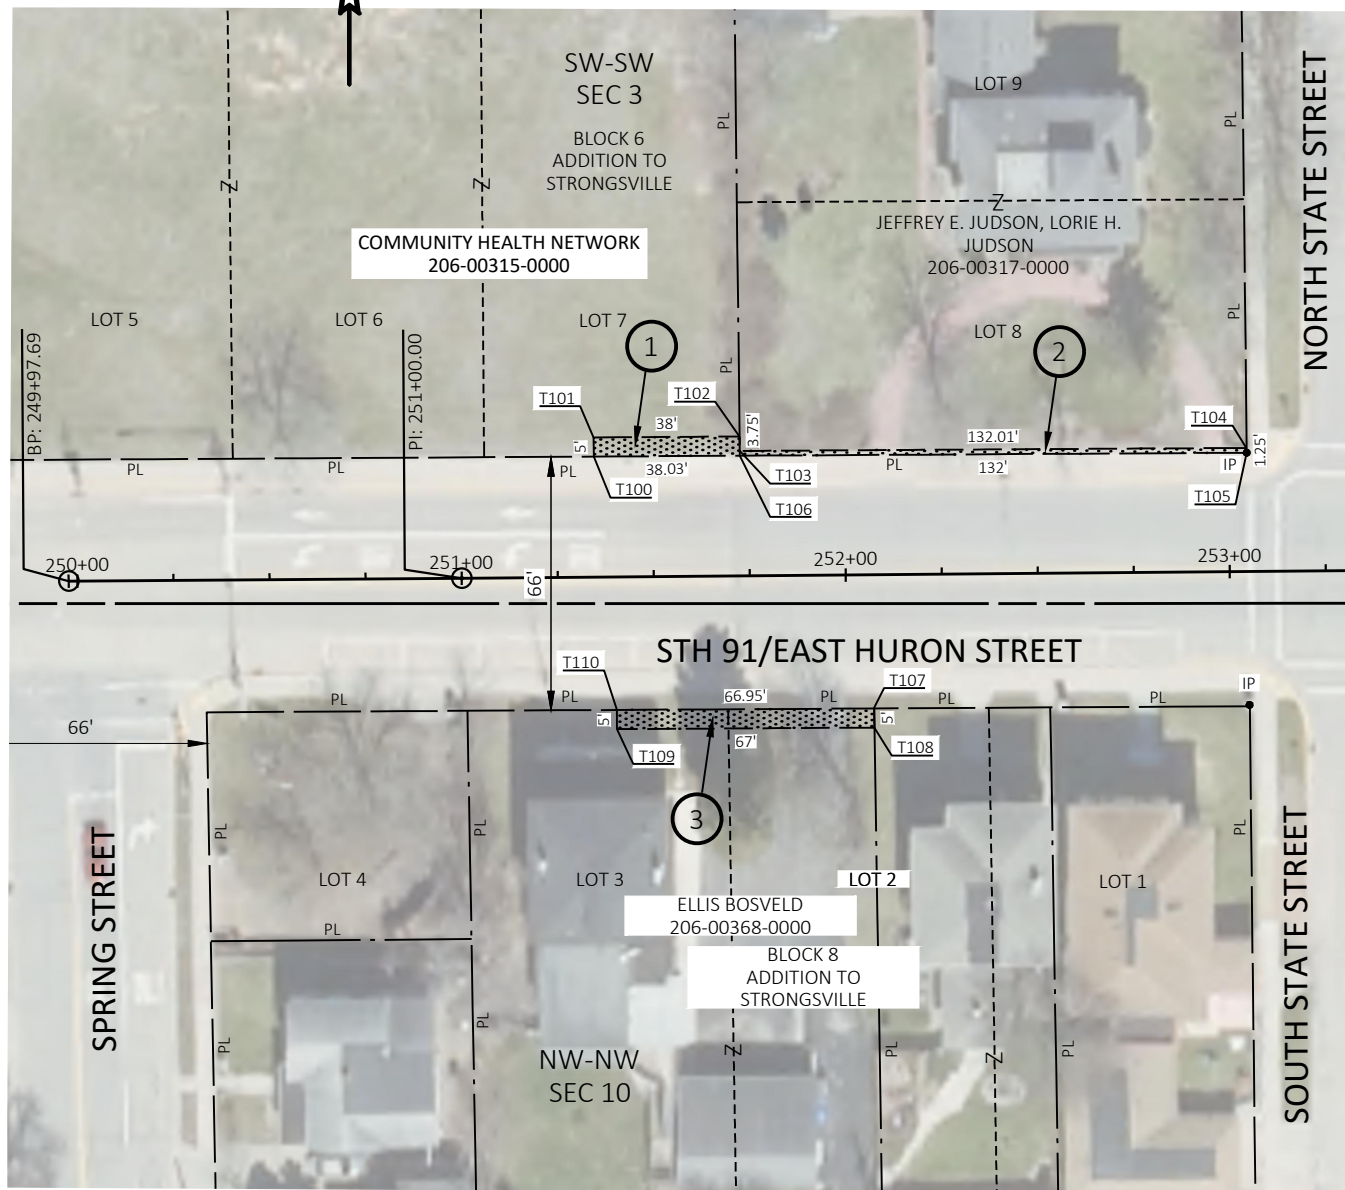 SW-SW
SEC 3
BLOCK 6
ADDITION TO
STRONGSVILLE
LOT 9
PL
PL
NORTH STATE STREET
Z
Z
Z
COMMUNITY HEALTH NETWORK
206-00315-0000
JEFFREY E. JUDSON, LORIE H.
JUDSON
206-00317-0000
LOT 5
LOT 6
LOT 7
LOT 8
PL
PL
1
2
BP: 249+97.69
PI: 251+00.00
T101
T102
T104
38'
3.75'
132.01'
1.25'
5'
PL
PL
38.03'
PL
132'
IP
T100
T103
T105
T106
250+00
251+00
252+00
253+00
66'
STH 91/EAST HURON STREET
T110
T107
IP
PL
PL
66.95'
PL
PL
PL
66'
5'
67'
5'
T109
T108
3
SPRING STREET
PL
PL
PL
LOT 4
LOT 3
LOT 2
LOT 1
ELLIS BOSVELD
206-00368-0000
PL
BLOCK 8
ADDITION TO
STRONGSVILLE
SOUTH STATE STREET
PL
PL
NW-NW
SEC 10
Z
PL
Z
PL